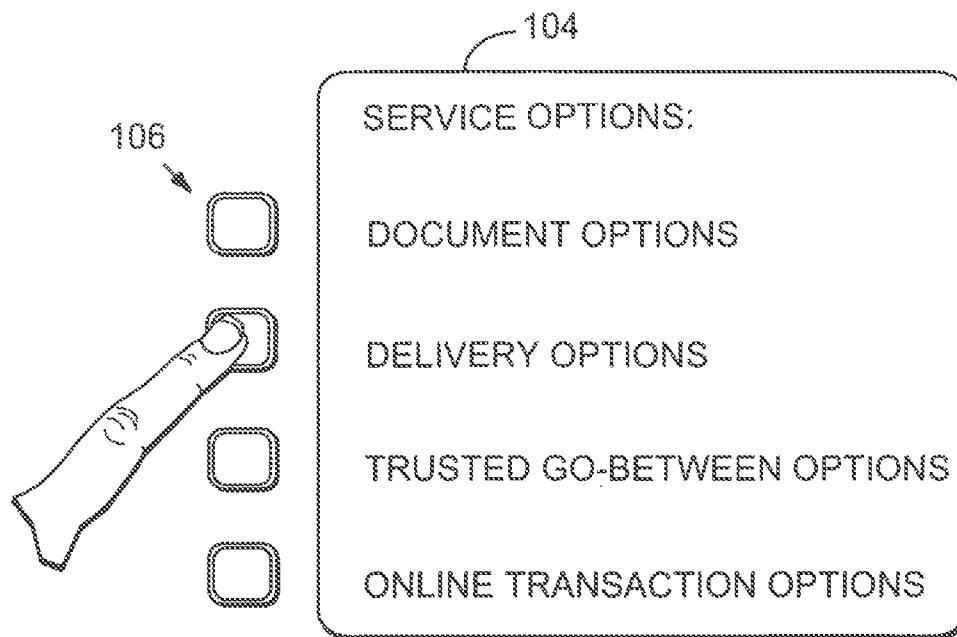 104
SERVICE OPTIONS:
106
DOCUMENT OPTIONS
DELIVERY OPTIONS
TRUSTED GO-BETWEEN OPTIONS
ONLINE TRANSACTION OPTIONS